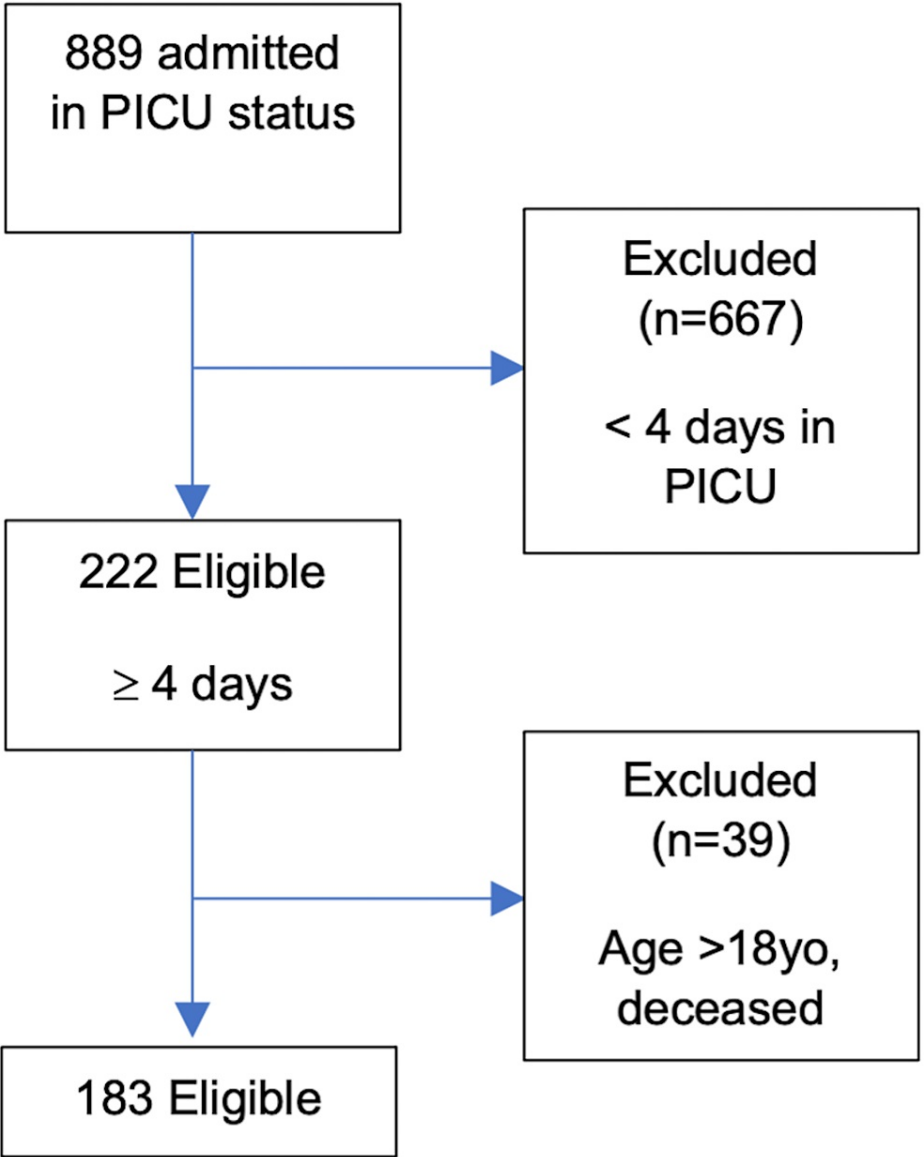 889 admitted
in PICU status
Excluded
(n=667)
< 4 days in
PICU
222 Eligible
≥ 4 days
Excluded
(n=39)
Age >18yo,
deceased
183 Eligible